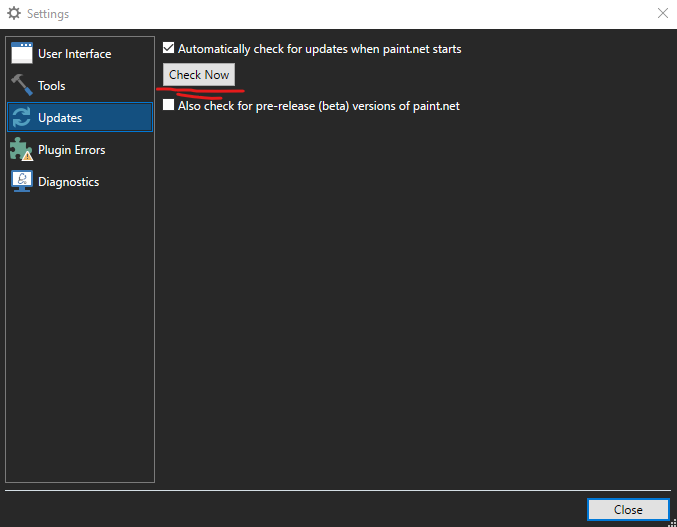 Settings
User Interface
Tools
Updates
Plugin Errors
Diagnostics
Automatically check for updates when paint.net starts
Check Now
Also check for pre-release (beta) versions of paint.net
Close